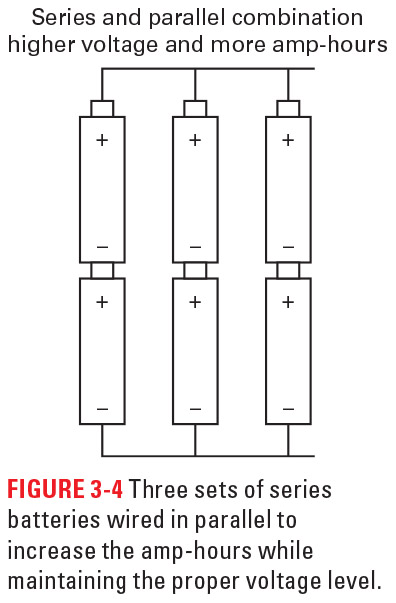 Series and parallel combination
higher voltage and more amp-hours
+ + +
– – –
+ + +
– – –
FIGURE 3-4 Three sets of series
batteries wired in parallel to
increase the amp-hours while
maintaining the proper voltage level.